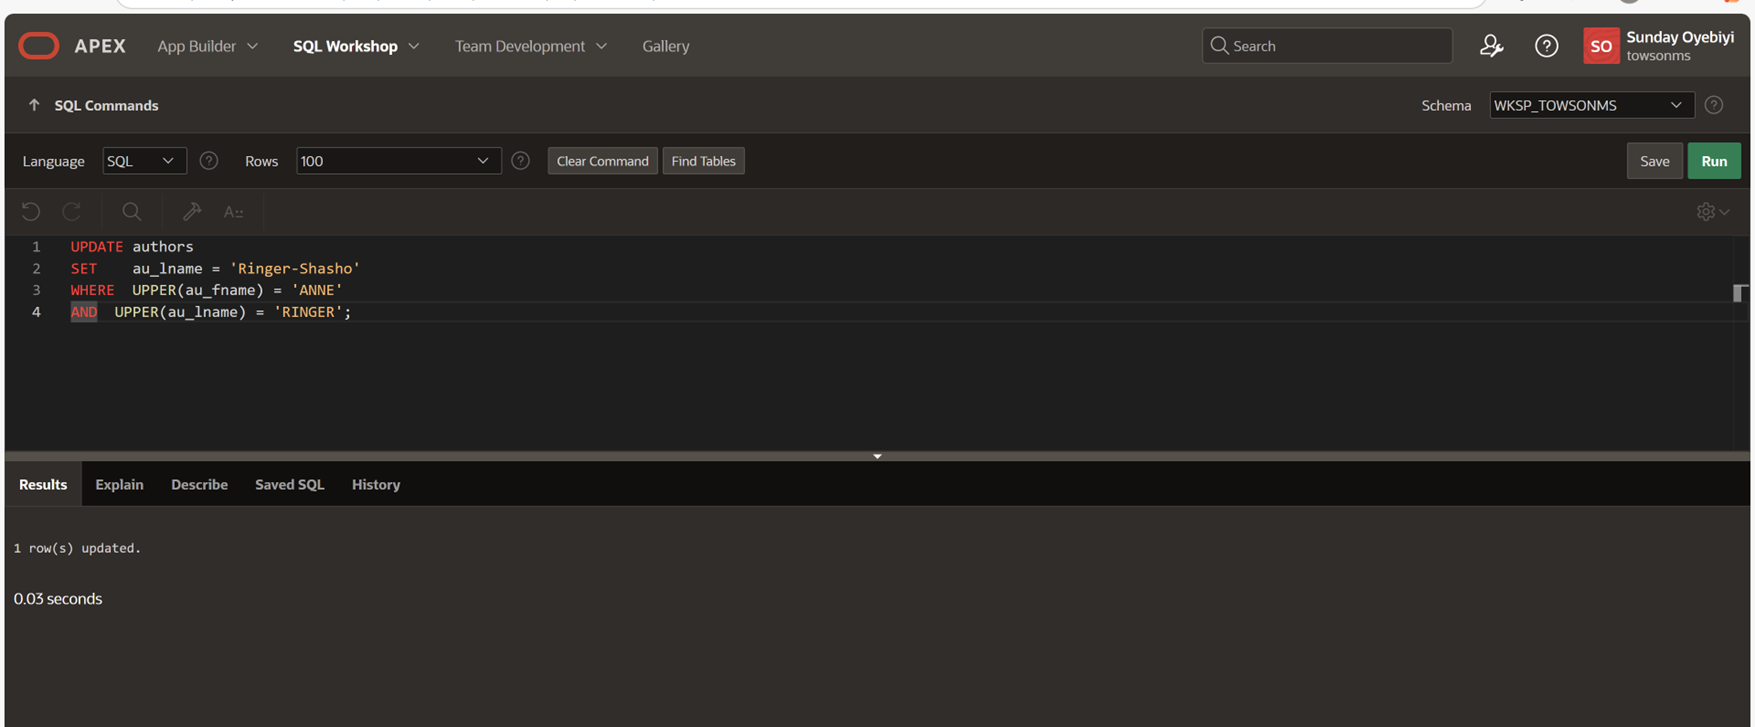 APEX App Builder SQL Workshop Team Development Gallery Search SO Sunday Oyebiyi
towsonms
SQL Commands Schema WKSP_TOWSONMS
Language SQL Rows 100 Clear Command Find Tables Save Run
1 UPDATE authors
2 SET au_lname = 'Ringer-Shasho'
3 WHERE UPPER(au_fname) = 'ANNE'
4 AND UPPER(au_lname) = 'RINGER';
Results Explain Describe Saved SQL History
1 row(s) updated.
0.03 seconds